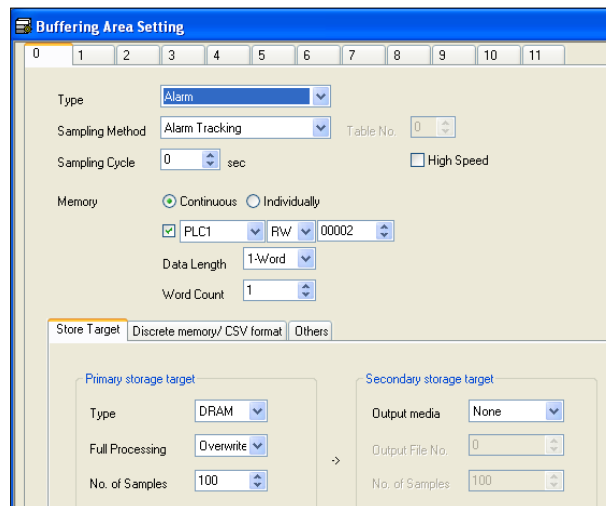 Buffering Area Setting
0 1 2 3 4 5 6 7 8 9 10 11
Type Alarm
Sampling Method Alarm Tracking Table No. 0
Sampling Cycle 0 sec High Speed
Memory Continuous Individually
PLC1 RW 00002
Data Length 1-Word
Word Count 1
Store Target Discrete memory/ CSV format Others
Primary storage target Secondary storage target
Type DRAM Output media None
Full Processing Overwrite Output File No. 0
->
No. of Samples 100 No. of Samples 100